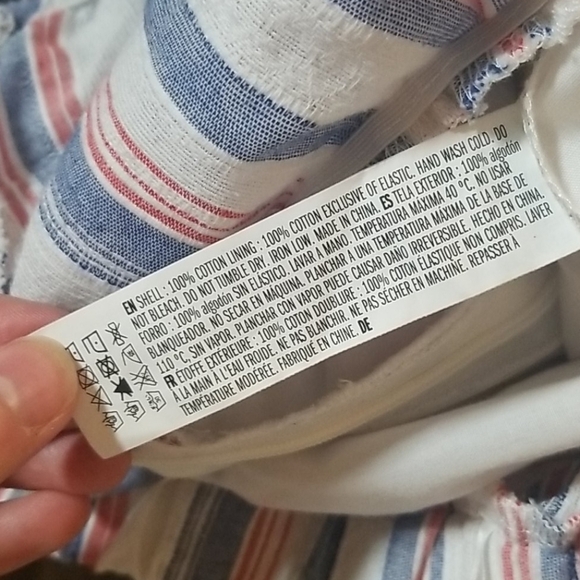 EN SHELL: 100% COTTON LINING: 100% COTTON EXCLUSIVE OF ELASTIC. HAND WASH COLD. DO
NOT BLEACH. DO NOT TUMBLE DRY. IRON LOW. MADE IN CHINA. ES TELA EXTERIOR: 100% algodón
FORRO: 100% algodón SIN ELÁSTICO. LAVAR A MANO. TEMPERATURA MÁXIMA 40 °C. NO USAR
BLANQUEADOR. NO SECAR EN MÁQUINA. PLANCHAR A UNA TEMPERATURA MÁXIMA DE LA BASE DE
110 °C, SIN VAPOR. PLANCHAR CON VAPOR PUEDE CAUSAR DAÑO IRREVERSIBLE. HECHO EN CHINA.
FR ÉTOFFE EXTÉRIEURE: 100% COTON DOUBLURE: 100% COTON ÉLASTIQUE NON COMPRIS. LAVER
À LA MAIN À L'EAU FROIDE. NE PAS BLANCHIR. NE PAS SÉCHER EN MACHINE. REPASSER À
TEMPÉRATURE MODÉRÉE. FABRIQUÉ EN CHINE. DE